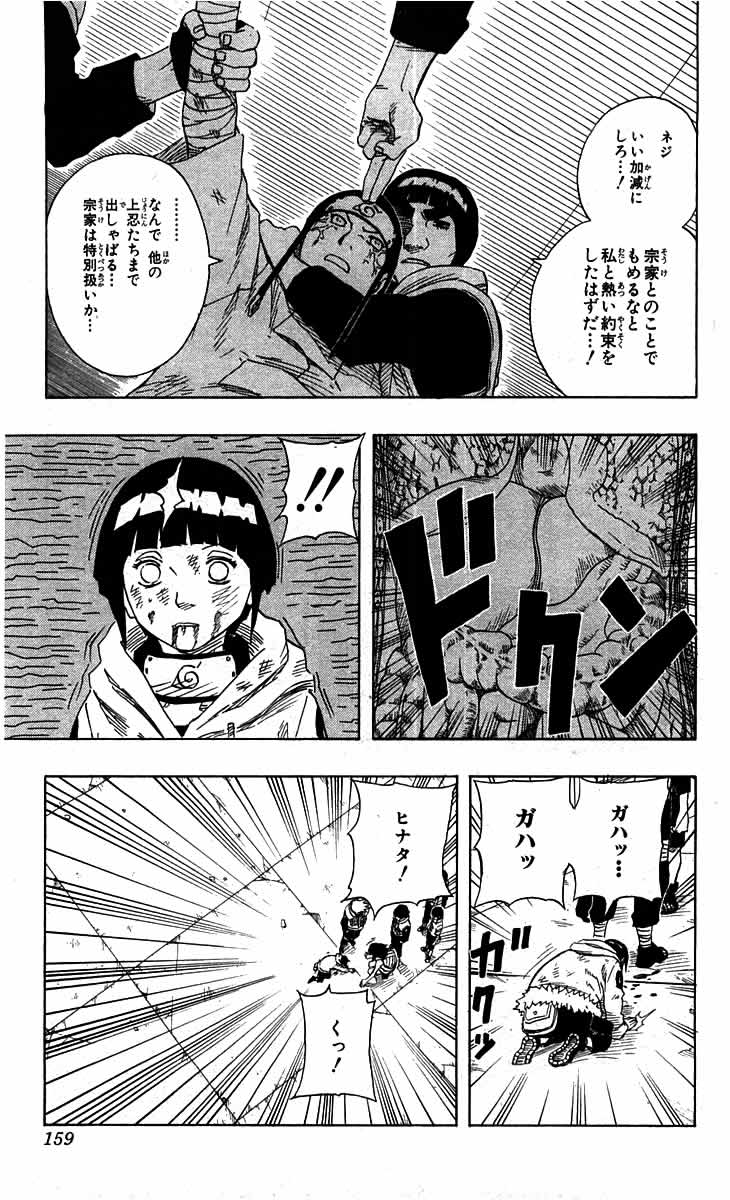 ネジ
いい加減に
しろ…!
宗家とのことで
もめるなと
私と熱い約束を
したはずだ…!
………
なんで 他の
上忍たちまで
出しゃばる…
宗家は特別扱いか…
ドクン
!!
ガハッ…
ガハッ
ガクッ
ヒナタ!
くっ!
159